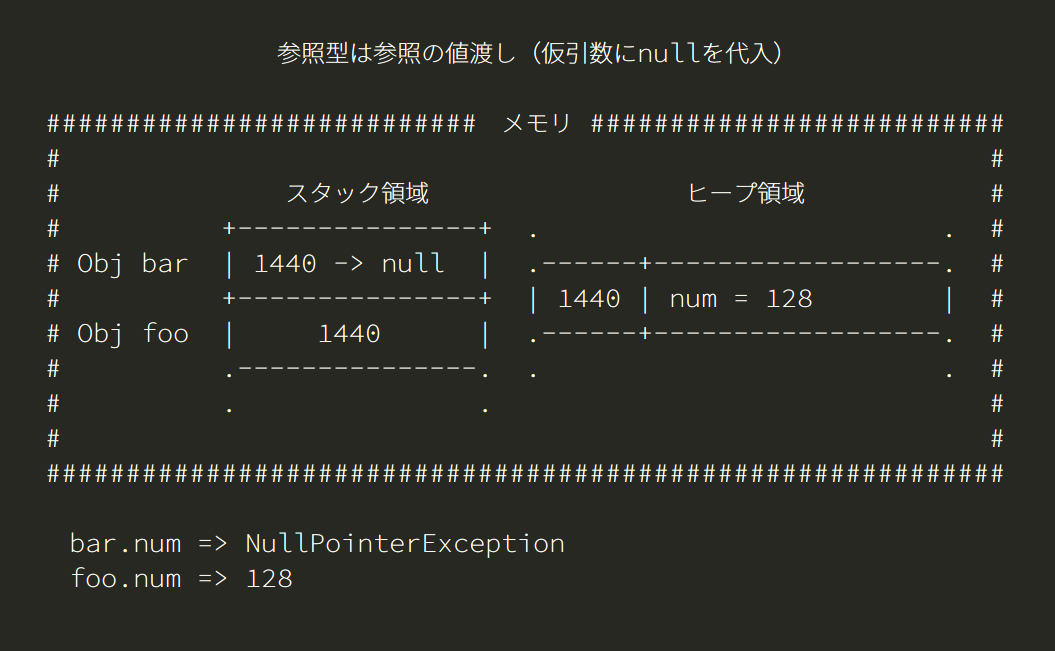 参照型は参照の値渡し（仮引数にnullを代入）
########################### メモリ ##########################
#                                                          #
#              スタック領域                ヒープ領域            #
#          +---------------+  .                         .  #
# Obj bar  | 1440 -> null  |  .------+------------------.  #
#          +---------------+  | 1440 | num = 128        |  #
# Obj foo  |     1440      |  .------+------------------.  #
#          .---------------.  .                         .  #
#          .               .                               #
#                                                          #
############################################################
bar.num => NullPointerException
foo.num => 128